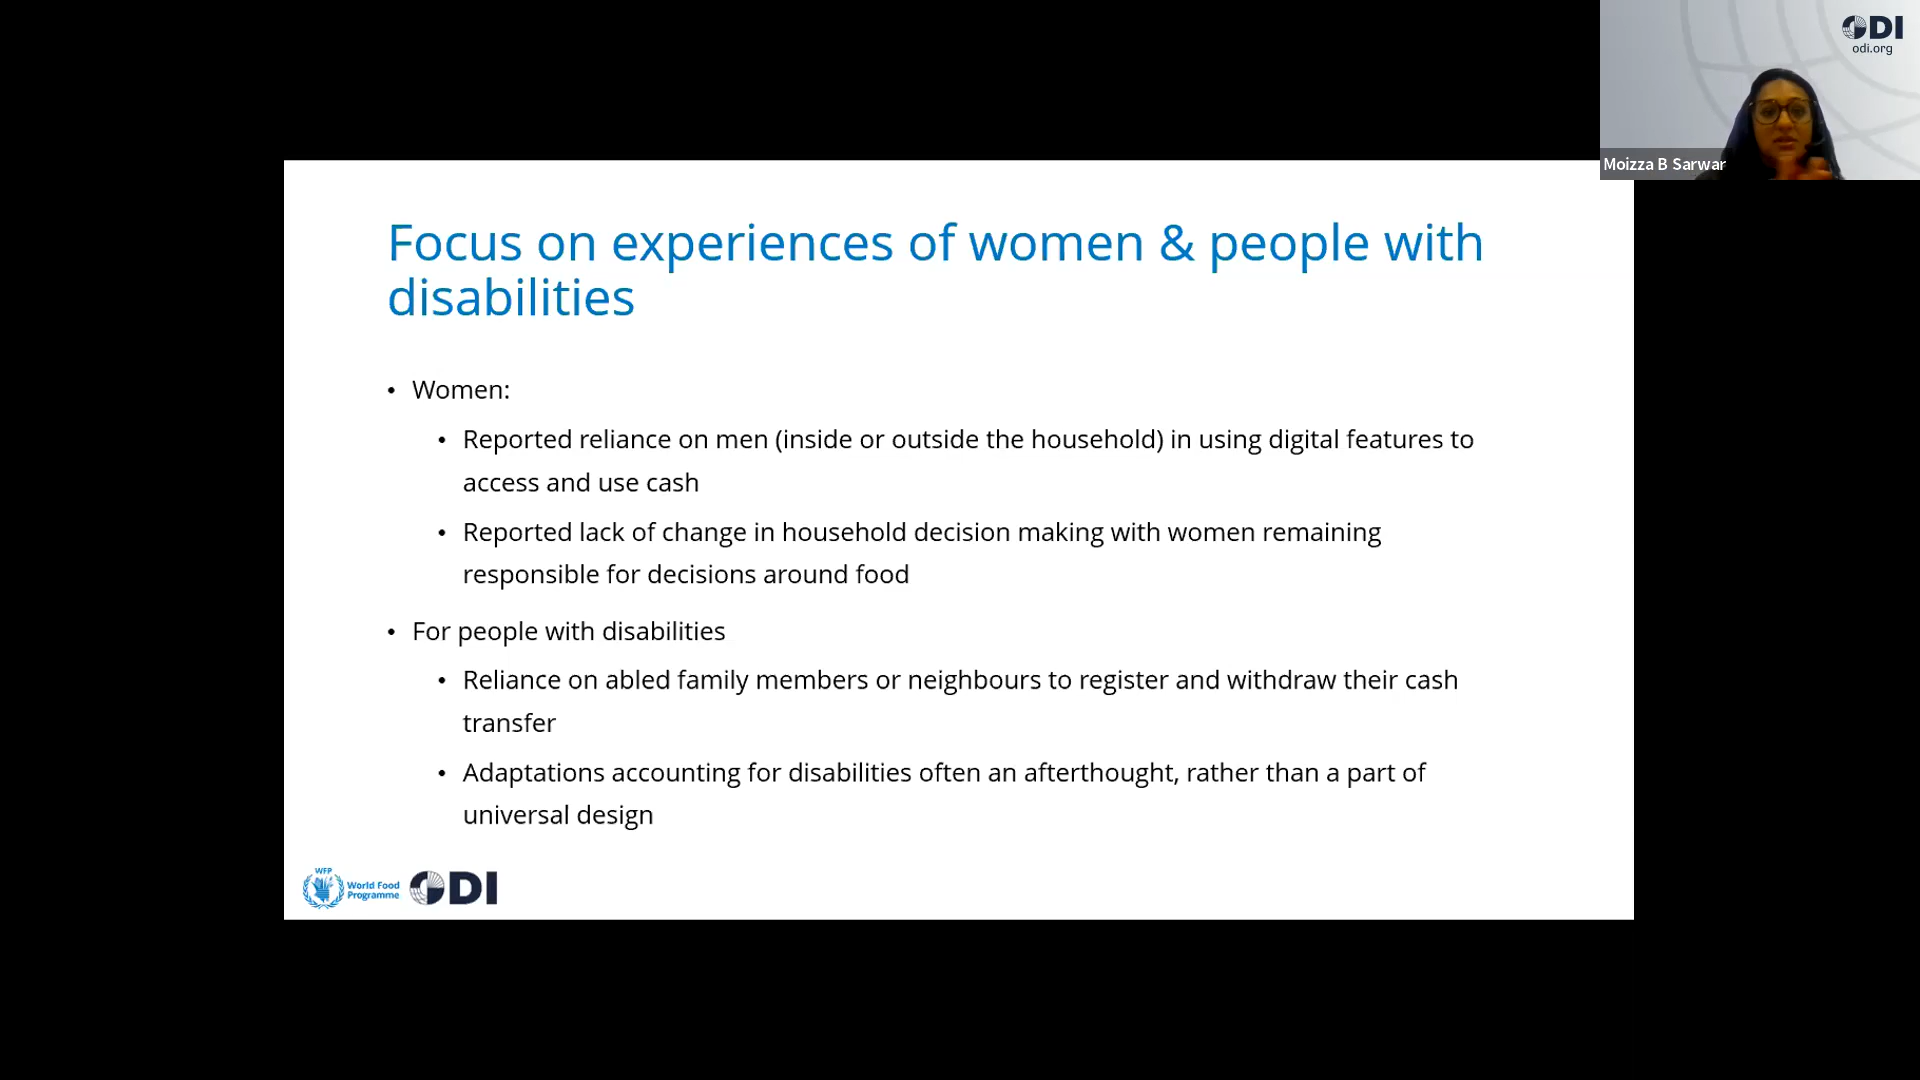 ODI
odi.org
Moizza B Sarwar
Focus on experiences of women & people with
disabilities
• Women:
• Reported reliance on men (inside or outside the household) in using digital features to
access and use cash
• Reported lack of change in household decision making with women remaining
responsible for decisions around food
• For people with disabilities
• Reliance on abled family members or neighbours to register and withdraw their cash
transfer
• Adaptations accounting for disabilities often an afterthought, rather than a part of
universal design
WFP
World Food
Programme
ODI